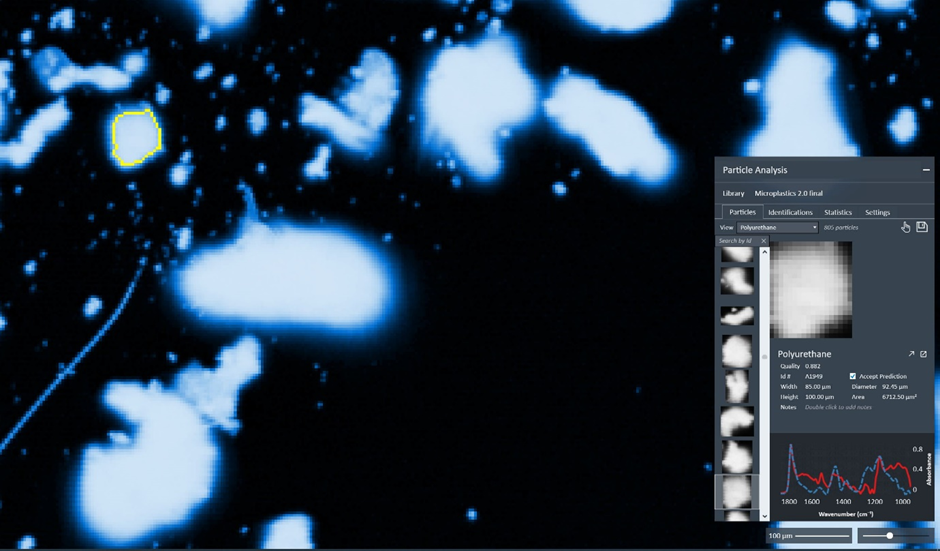 Particle Analysis
Library Microplastics 2.0 final
Particles Identifications Statistics Settings
View Polyurethane 805 particles
Search by Id
Polyurethane
Quality 0.882
Id # A1949 Accept Prediction
Width 85.00 µm Diameter 92.45 µm
Height 100.00 µm Area 6712.50 µm²
Notes Double click to add notes
0.8
0.4
0
Absorbance
1800 1600 1400 1200 1000
Wavenumber (cm⁻¹)
100 µm